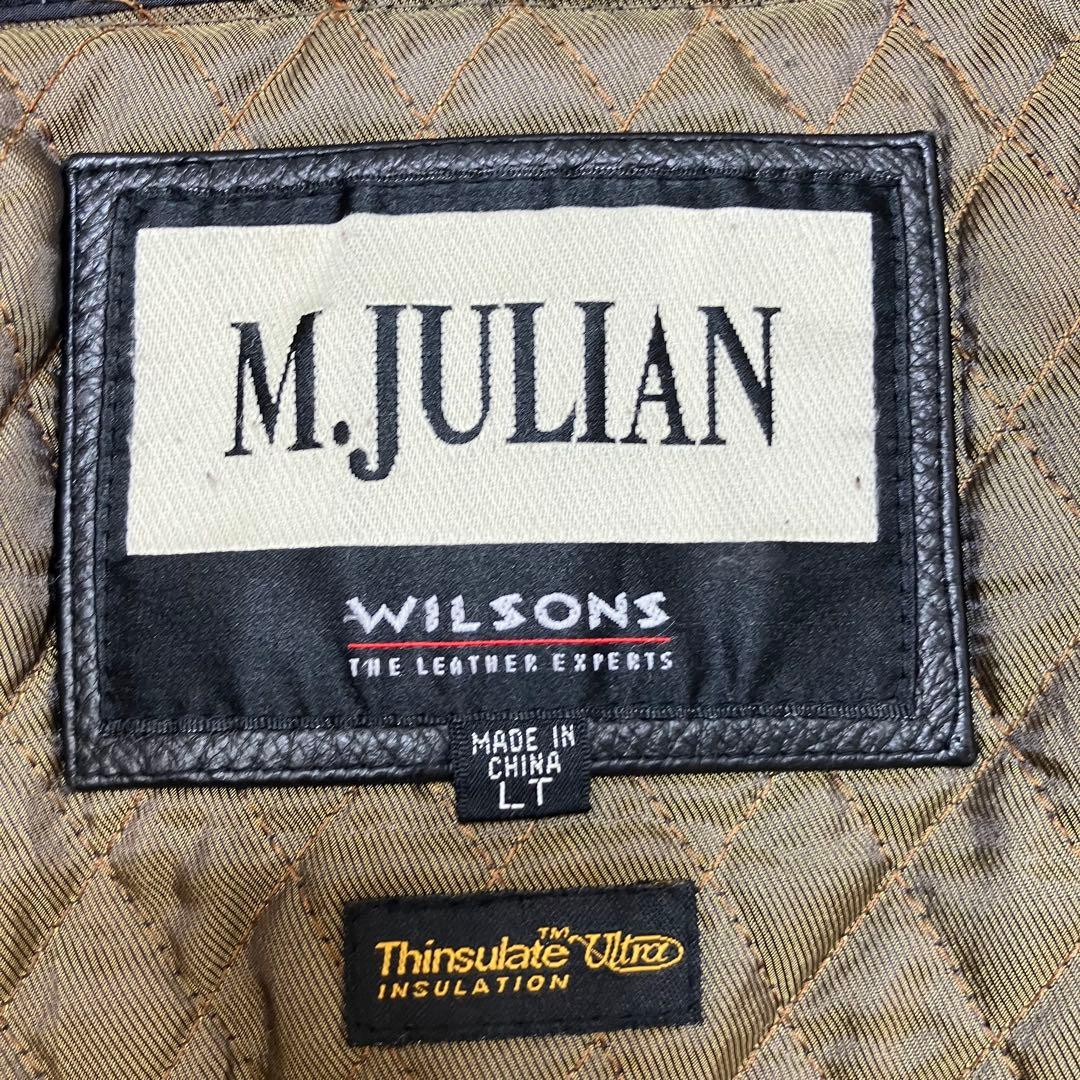 M.JULIAN
WILSONS
THE LEATHER EXPERTS
MADE IN
CHINA
LT
Thinsulate™ Ultra
INSULATION